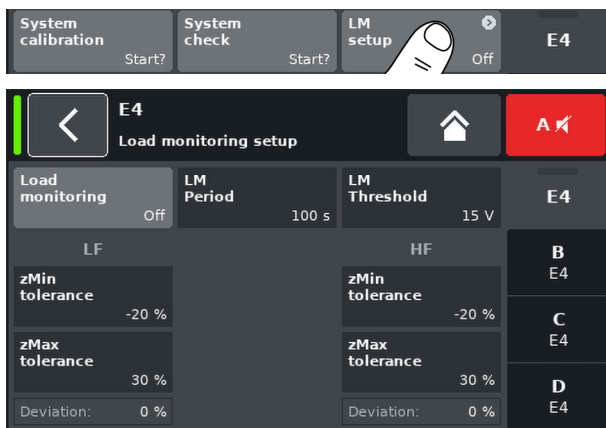 System calibration Start?
System check Start?
LM setup Off
E4
E4
Load monitoring setup
A
Load monitoring Off
LM Period 100 s
LM Threshold 15 V
E4
LF
HF
zMin tolerance -20 %
zMin tolerance -20 %
B
E4
zMax tolerance 30 %
zMax tolerance 30 %
C
E4
Deviation: 0 %
Deviation: 0 %
D
E4